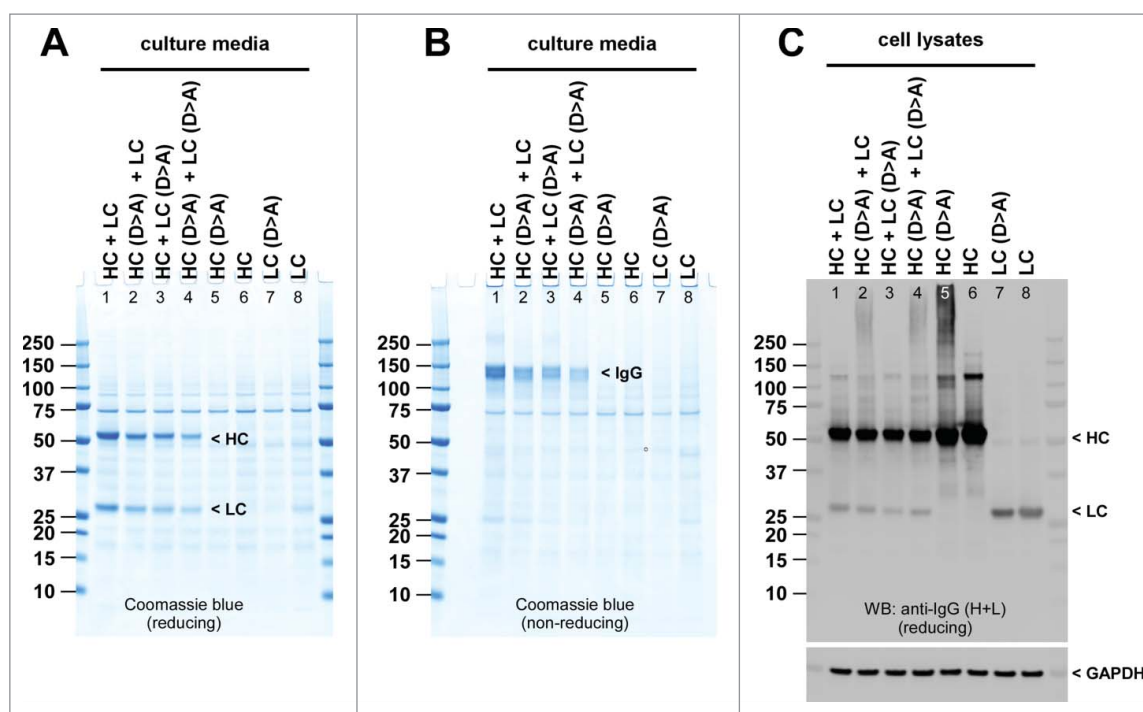 A
culture media
HC + LC
HC (D>A) + LC
HC + LC (D>A)
HC (D>A) + LC (D>A)
HC (D>A)
HC
LC (D>A)
LC
1 2 3 4 5 6 7 8
250
150
100
75
50
37
25
20
15
10
< HC
< LC
Coomassie blue
(reducing)
B
culture media
HC + LC
HC (D>A) + LC
HC + LC (D>A)
HC (D>A) + LC (D>A)
HC (D>A)
HC
LC (D>A)
LC
1 2 3 4 5 6 7 8
250
150
100
75
50
37
25
20
15
10
< IgG
Coomassie blue
(non-reducing)
C
cell lysates
HC + LC
HC (D>A) + LC
HC + LC (D>A)
HC (D>A) + LC (D>A)
HC (D>A)
HC
LC (D>A)
LC
1 2 3 4 5 6 7 8
250
150
100
75
50
37
25
20
15
10
< HC
< LC
WB: anti-IgG (H+L)
(reducing)
< GAPDH